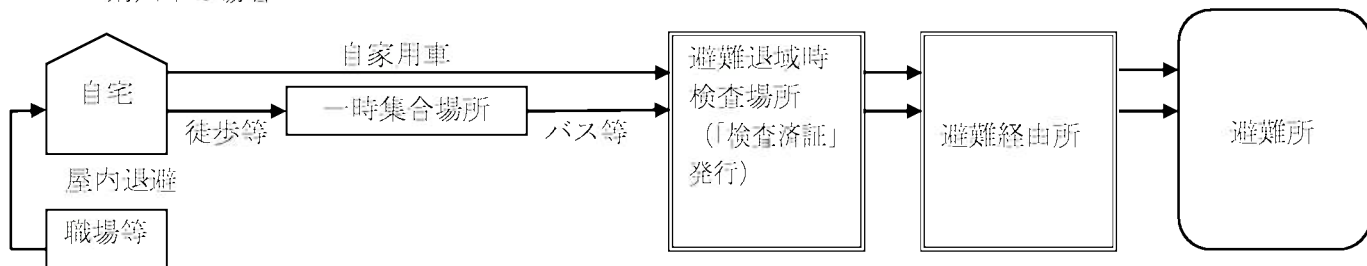 自家用車
自宅
徒歩等
一時集合場所
バス等
屋内退避
職場等
避難退域時
検査場所
(「検査済証」
発行)
避難経由所
避難所